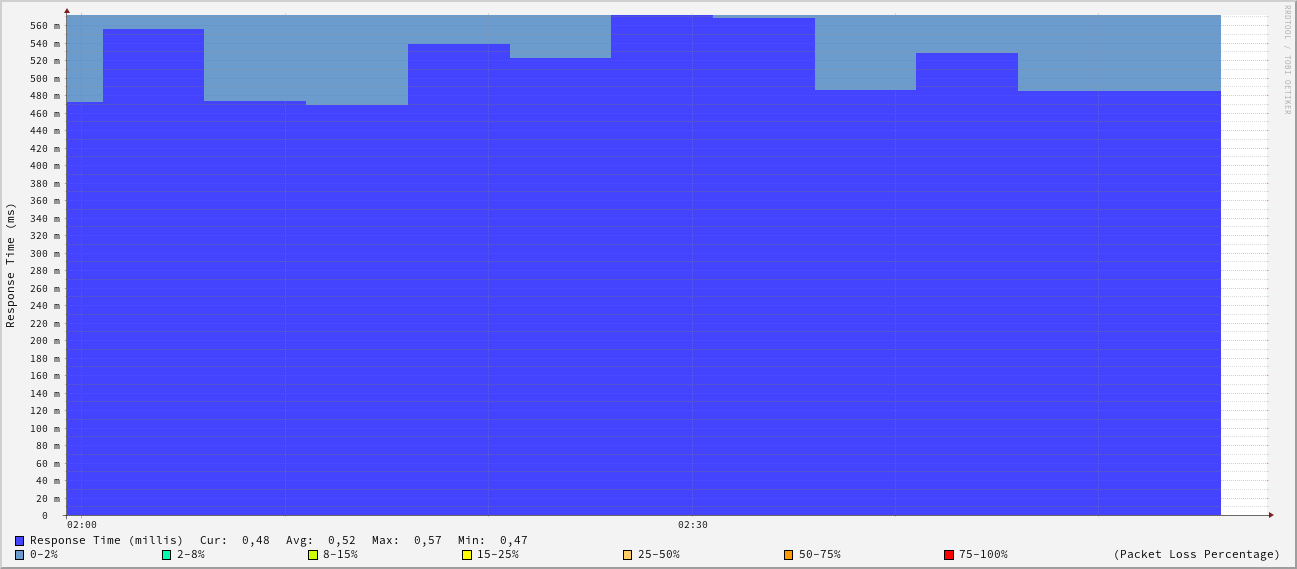 RRDTOOL / TOBI OETIKER
Response Time (ms)
560 m
540 m
520 m
500 m
480 m
460 m
440 m
420 m
400 m
380 m
360 m
340 m
320 m
300 m
280 m
260 m
240 m
220 m
200 m
180 m
160 m
140 m
120 m
100 m
80 m
60 m
40 m
20 m
0
02:00 02:30
Response Time (millis) Cur: 0,48 Avg: 0,52 Max: 0,57 Min: 0,47
0-2% 2-8% 8-15% 15-25% 25-50% 50-75% 75-100% (Packet Loss Percentage)